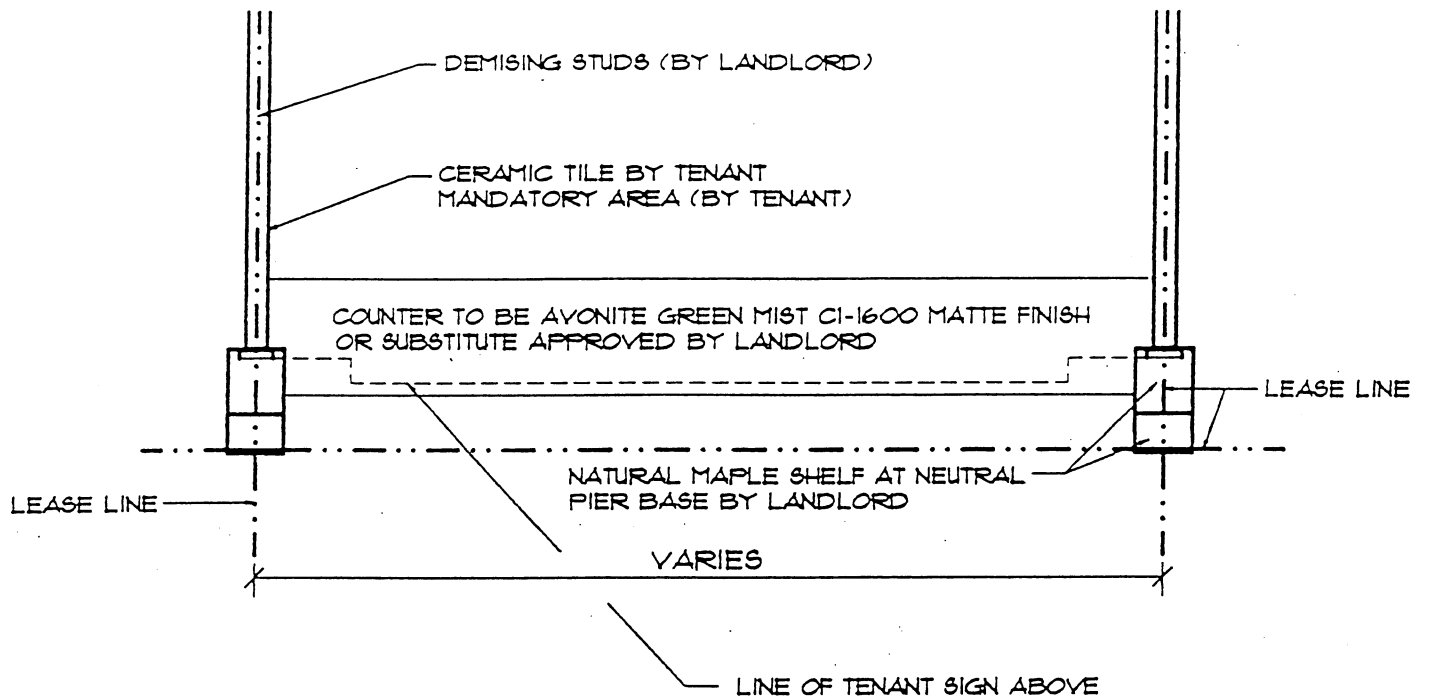 DEMISING STUDS (BY LANDLORD)
CERAMIC TILE BY TENANT
MANDATORY AREA (BY TENANT)
COUNTER TO BE AVONITE GREEN MIST C1-1600 MATTE FINISH
OR SUBSTITUTE APPROVED BY LANDLORD
LEASE LINE
NATURAL MAPLE SHELF AT NEUTRAL
PIER BASE BY LANDLORD
LEASE LINE
VARIES
LINE OF TENANT SIGN ABOVE